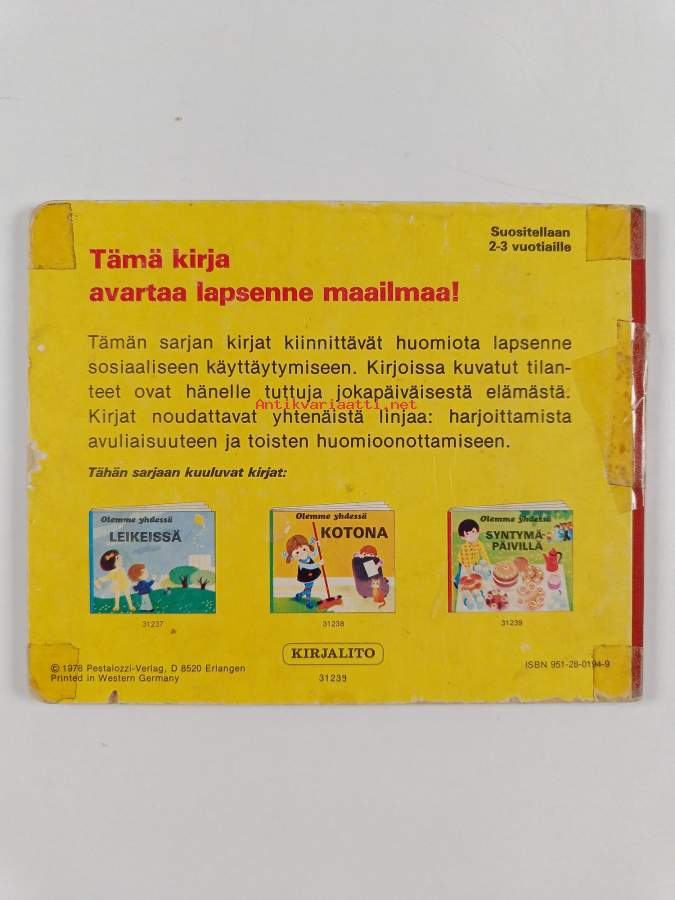 Suositellaan
2-3 vuotiaille
Tämä kirja
avartaa lapsenne maailmaa!
Tämän sarjan kirjat kiinnittävät huomiota lapsenne
sosiaaliseen käyttäytymiseen. Kirjoissa kuvatut tilan-
teet ovat hänelle tuttuja jokapäiväisestä elämästä.
Antikvariaatti.net
Kirjat noudattavat yhtenäistä linjaa: harjoittamista
avuliaisuuteen ja toisten huomioonottamiseen.
Tähän sarjaan kuuluvat kirjat:
Olemme yhdessä
LEIKEISSÄ
Olemme yhdessä
KOTONA
Olemme yhdessä
SYNTYMÄ-
PÄIVILLÄ
31237
31238
31239
KIRJALITO
© 1978 Pestalozzi-Verlag, D 8520 Erlangen
Printed in Western Germany
31239
ISBN 951-28-0194-9